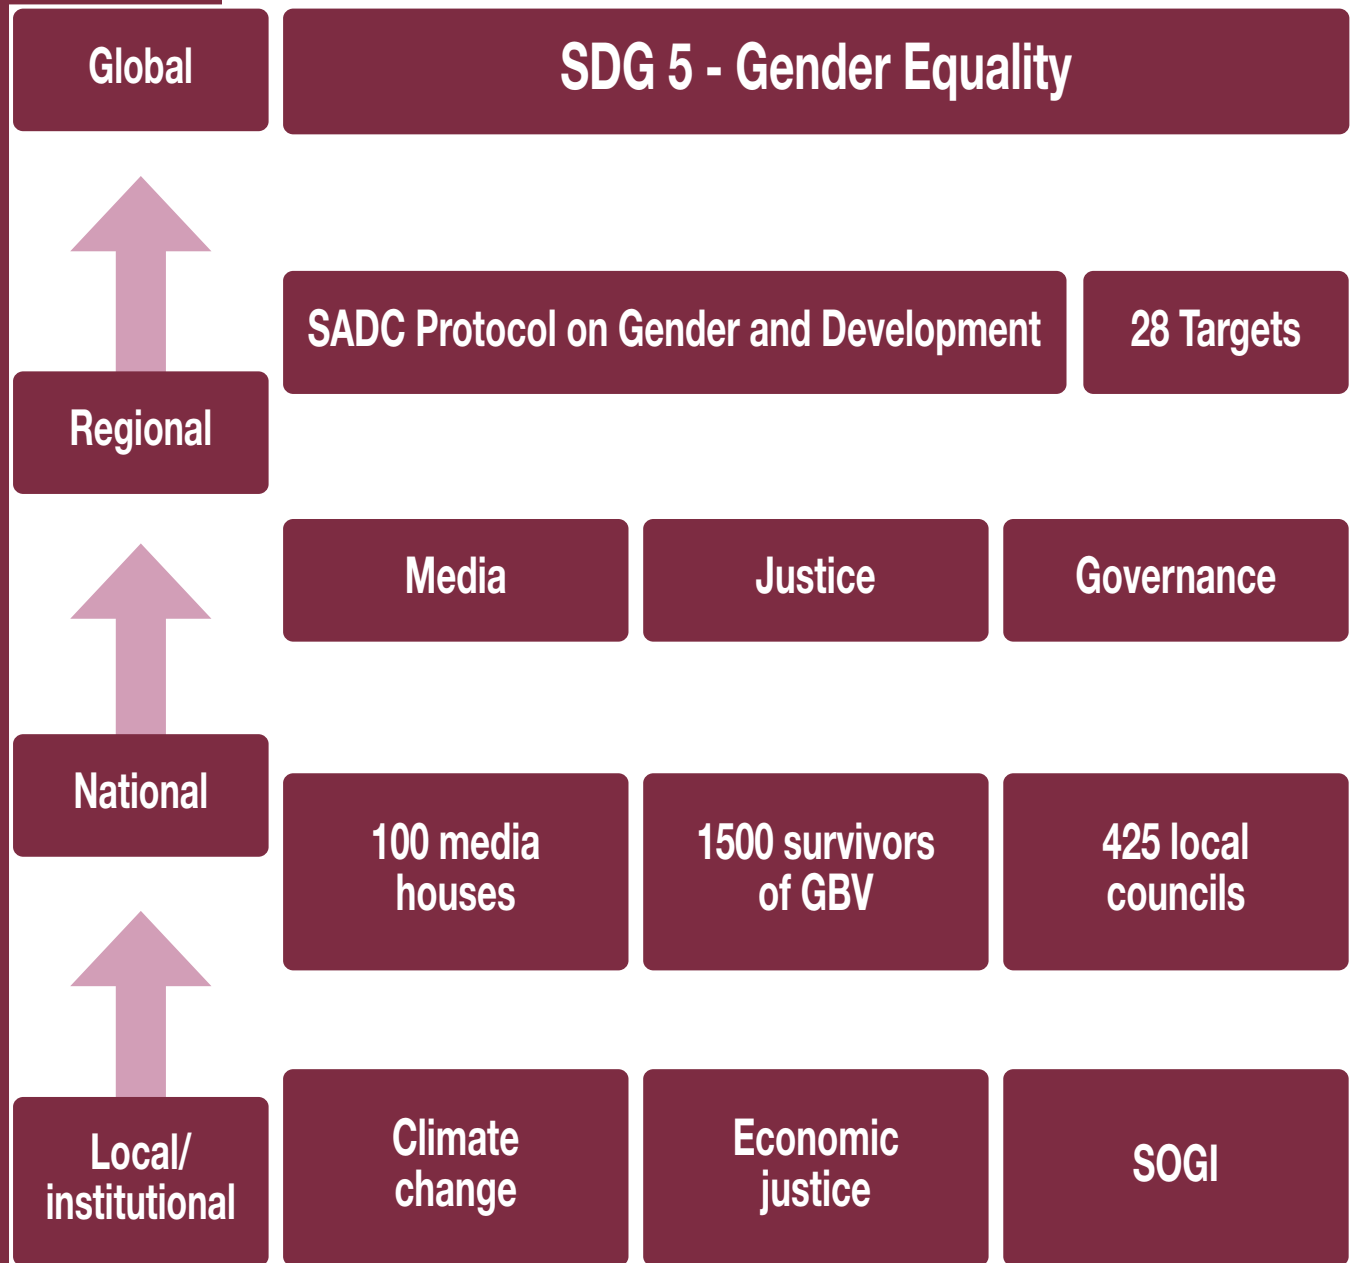 Global
SDG 5 - Gender Equality
SADC Protocol on Gender and Development
28 Targets
Regional
Media
Justice
Governance
National
100 media
houses
1500 survivors
of GBV
425 local
councils
Local/
institutional
Climate
change
Economic
justice
SOGI